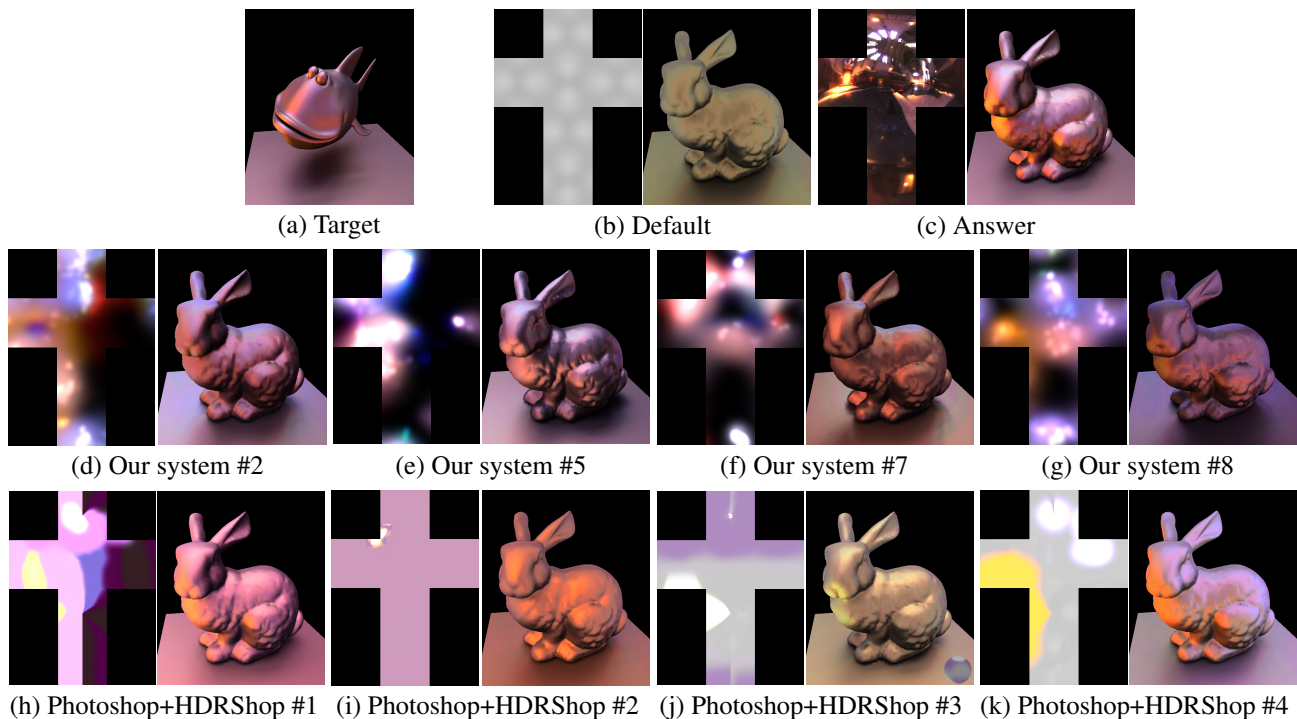 (a) Target
(b) Default
(c) Answer
(d) Our system #2
(e) Our system #5
(f) Our system #7
(g) Our system #8
(h) Photoshop+HDRShop #1
(i) Photoshop+HDRShop #2
(j) Photoshop+HDRShop #3
(k) Photoshop+HDRShop #4